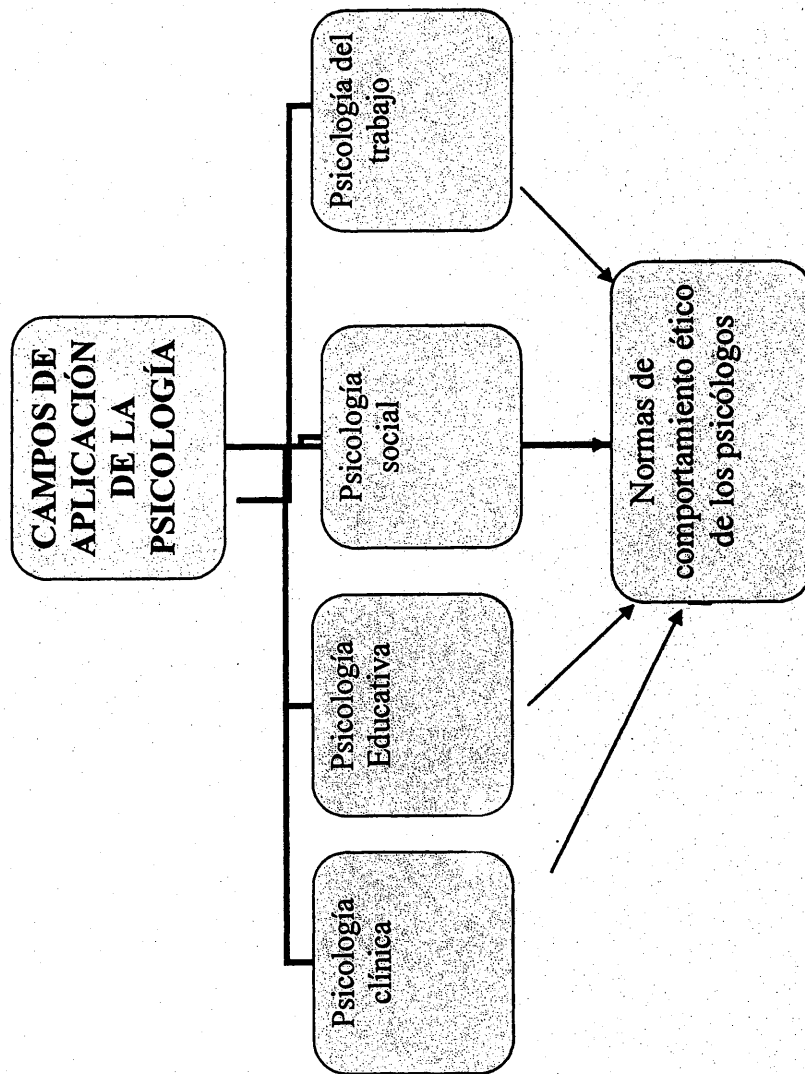 CAMPOS DE
APLICACIÓN
DE LA
PSICOLOGÍA
Psicología
clínica
Psicología
Educativa
Psicología
social
Psicología del
trabajo
Normas de
comportamiento ético
de los psicólogos